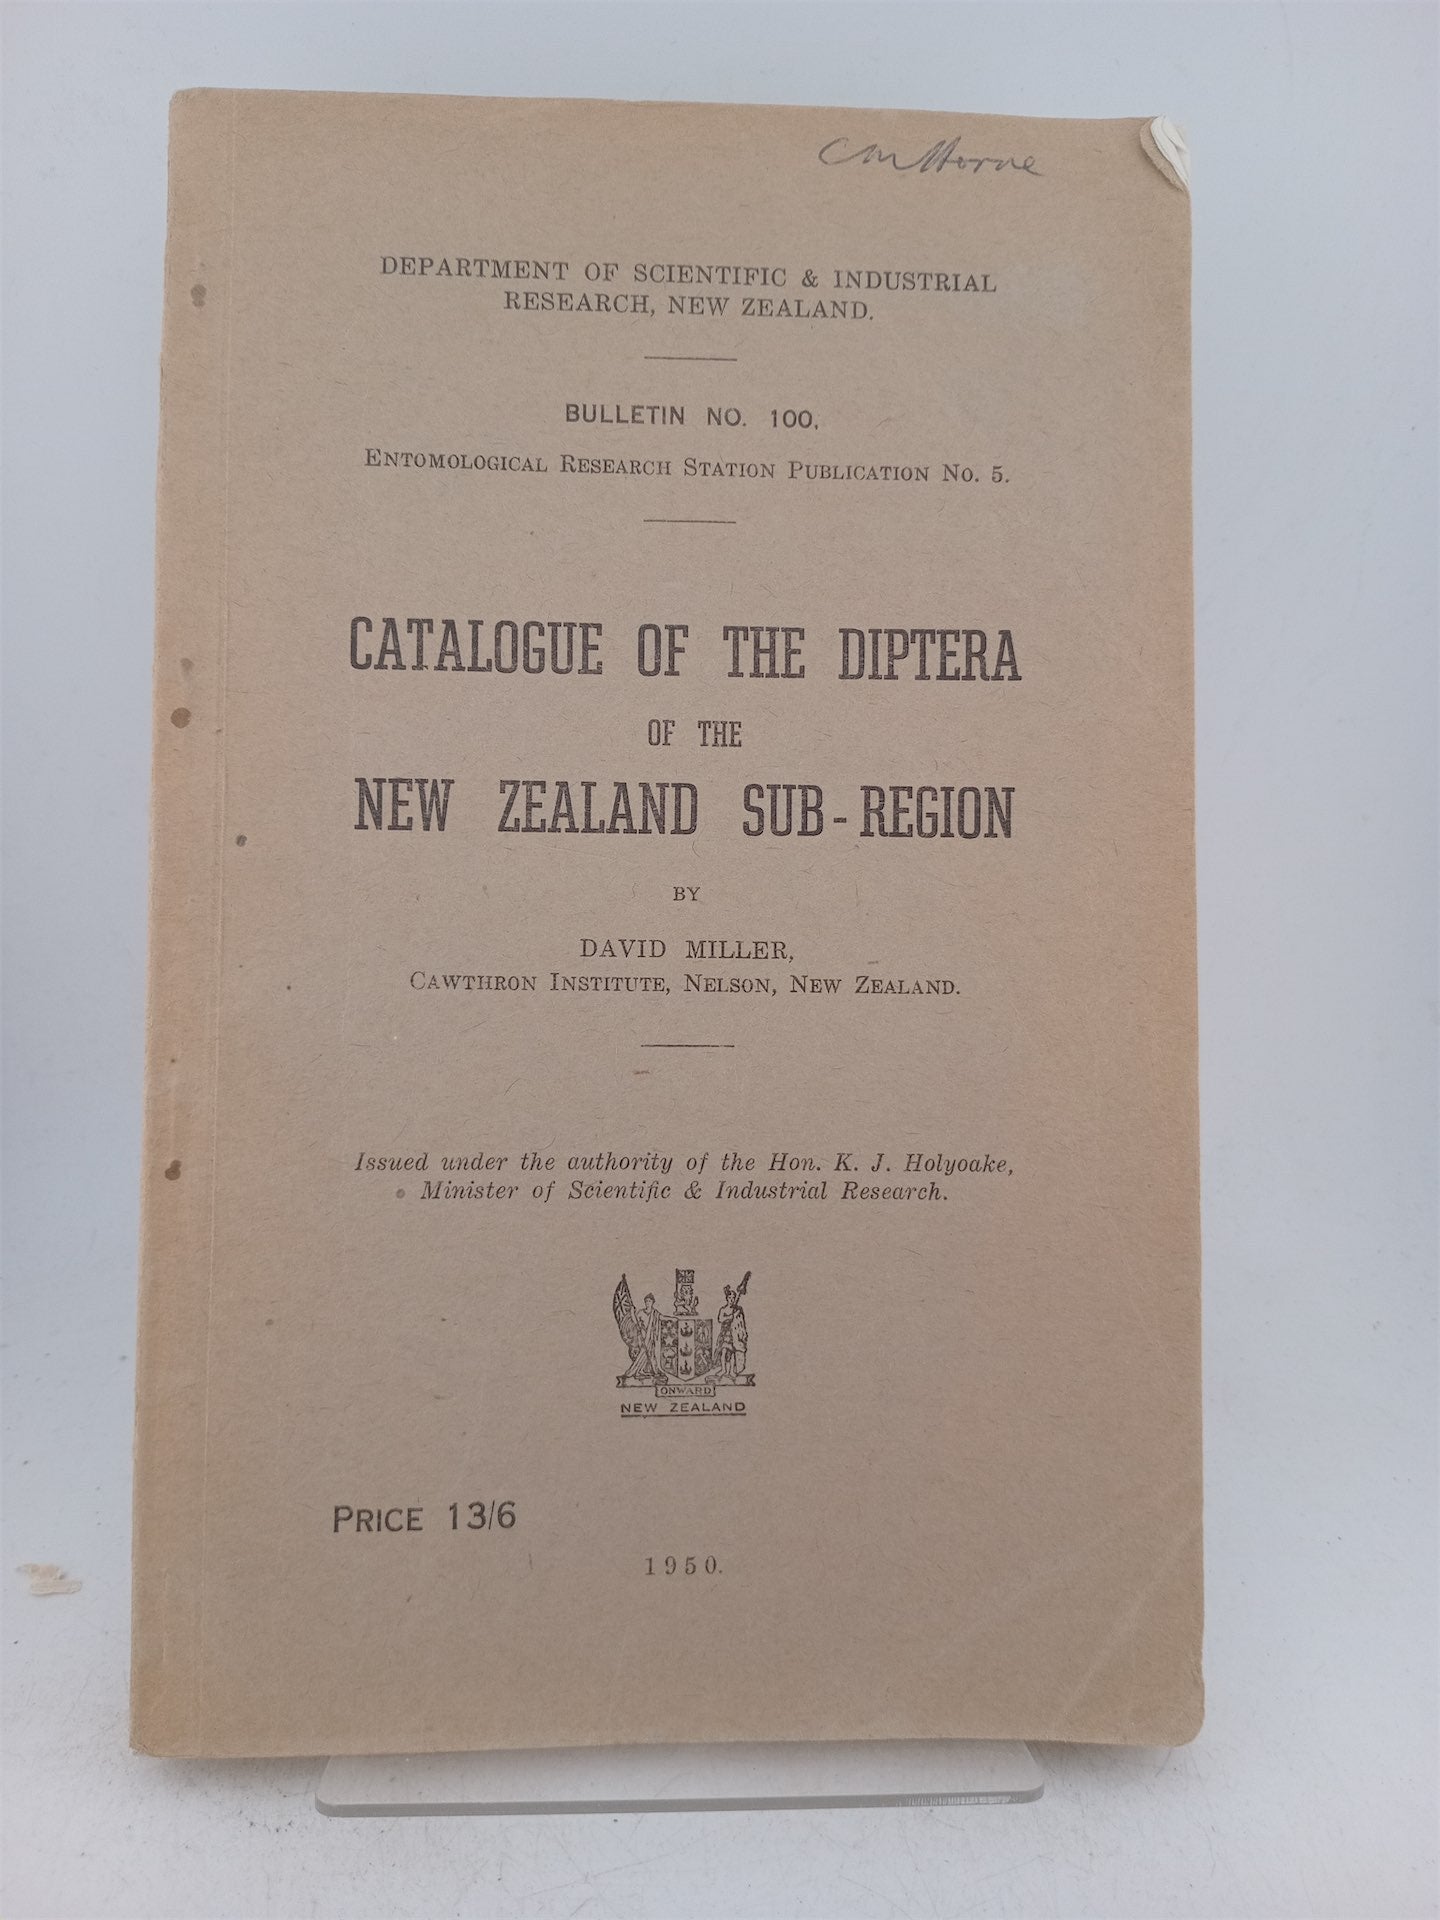 DEPARTMENT OF SCIENTIFIC & INDUSTRIAL
RESEARCH, NEW ZEALAND.
BULLETIN NO. 100.
ENTOMOLOGICAL RESEARCH STATION PUBLICATION NO. 5.
CATALOGUE OF THE DIPTERA
OF THE
NEW ZEALAND SUB-REGION
BY
DAVID MILLER,
CAWTHRON INSTITUTE, NELSON, NEW ZEALAND.
Issued under the authority of the Hon. K. J. Holyoake,
Minister of Scientific & Industrial Research.
ONWARD
NEW ZEALAND
PRICE 13/6
1950.